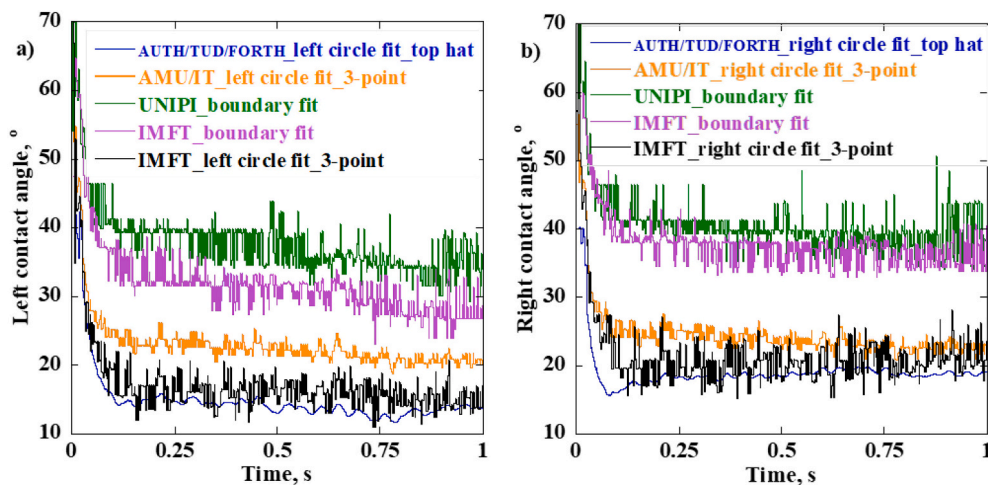 a)
Left contact angle, °
70
60
50
40
30
20
10
AUTH/TUD/FORTH_left circle fit_top hat
AMU/IT_left circle fit_3-point
UNIPI_boundary fit
IMFT_boundary fit
IMFT_left circle fit_3-point
0 0.25 0.5 0.75 1
Time, s
b)
Right contact angle, °
70
60
50
40
30
20
10
AUTH/TUD/FORTH_right circle fit_top hat
AMU/IT_right circle fit_3-point
UNIPI_boundary fit
IMFT_boundary fit
IMFT_right circle fit_3-point
0 0.25 0.5 0.75 1
Time, s